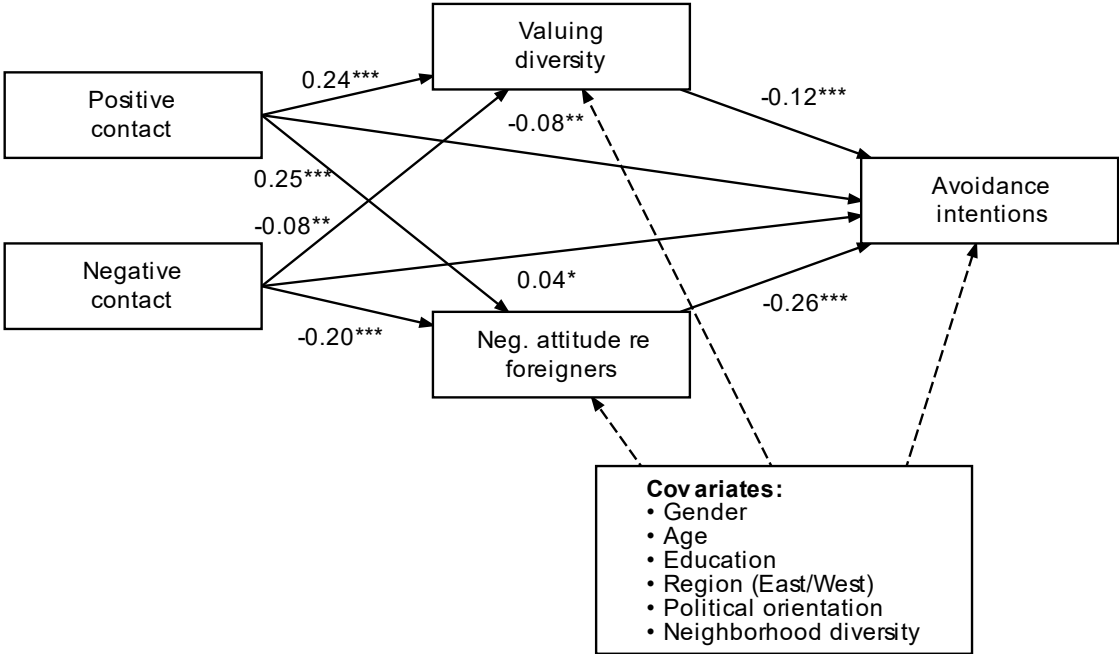 Valuing
diversity
0.24***
-0.12***
Positive
contact
-0.08**
0.25***
Avoidance
intentions
-0.08**
Negative
contact
0.04*
-0.26***
-0.20***
Neg. attitude re
foreigners
Covariates:
• Gender
• Age
• Education
• Region (East/West)
• Political orientation
• Neighborhood diversity